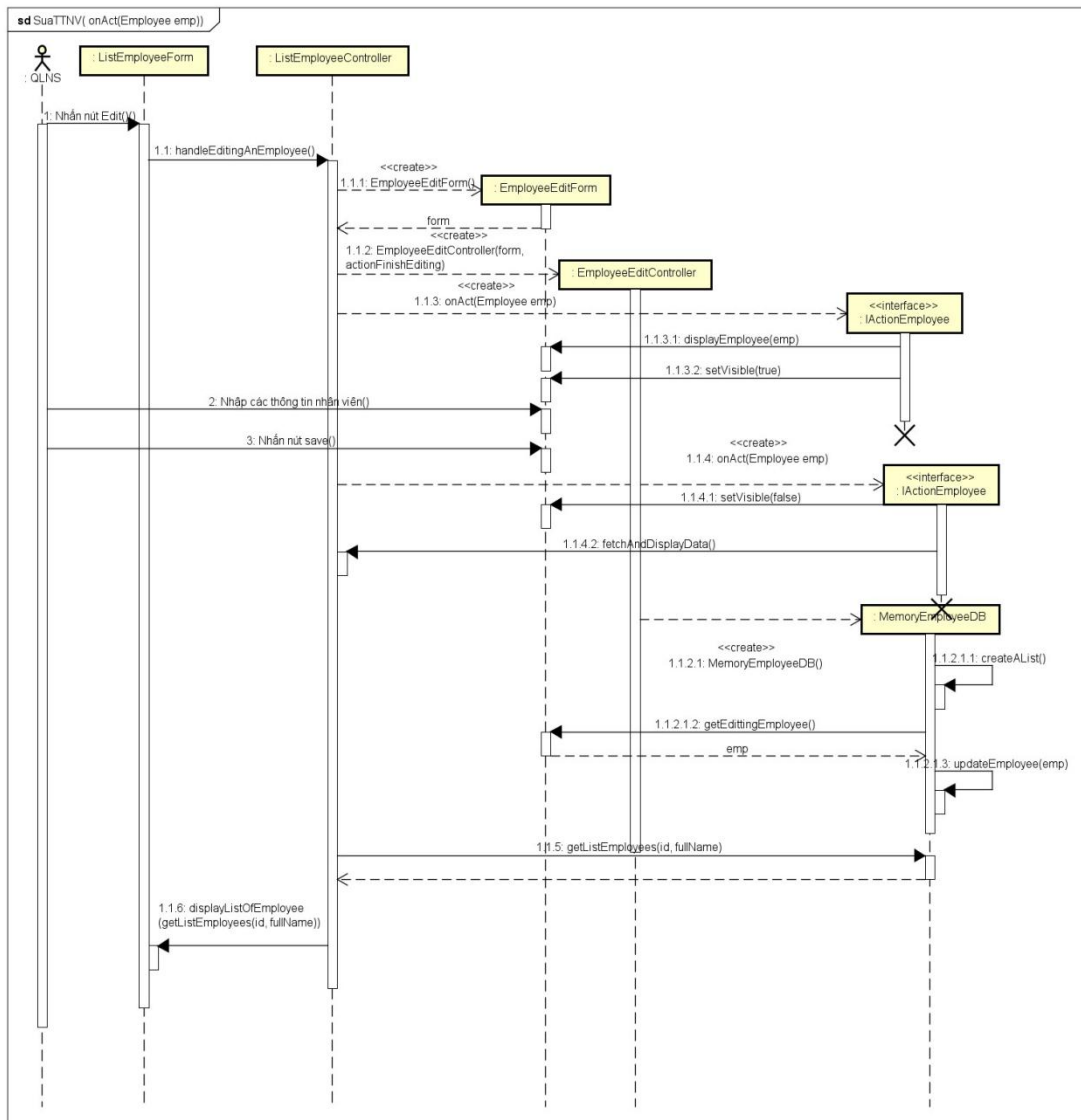 sd SuaTTNV( onAct(Employee emp))
: QLNS
: ListEmployeeForm
: ListEmployeeController
1: Nhấn nút Edit()
1.1: handleEditingAnEmployee()
<<create>>
1.1.1: EmployeeEditForm()
: EmployeeEditForm
form
<<create>>
1.1.2: EmployeeEditController(form,
actionFinishEditing)
: EmployeeEditController
<<create>>
1.1.3: onAct(Employee emp)
<<interface>>
: IActionEmployee
1.1.3.1: displayEmployee(emp)
1.1.3.2: setVisible(true)
2: Nhập các thông tin nhân viên()
3: Nhấn nút save()
<<create>>
1.1.4: onAct(Employee emp)
<<interface>>
: IActionEmployee
1.1.4.1: setVisible(false)
1.1.4.2: fetchAndDisplayData()
: MemoryEmployeeDB
<<create>>
1.1.2.1: MemoryEmployeeDB()
1.1.2.1.1: createAList()
1.1.2.1.2: getEdittingEmployee()
emp
1.1.2.1.3: updateEmployee(emp)
1.1.5: getListEmployees(id, fullName)
1.1.6: displayListOfEmployee
(getListEmployees(id, fullName))